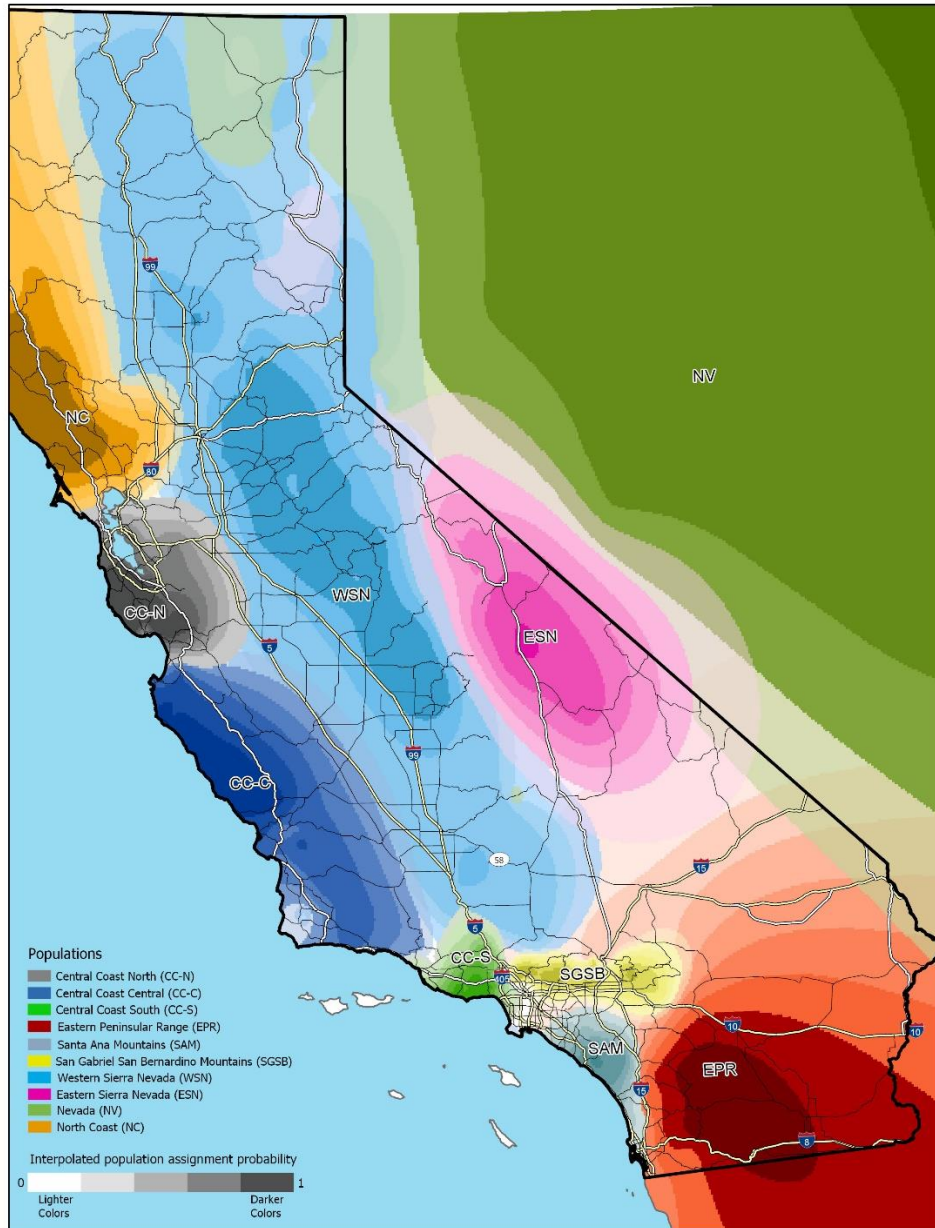 99
NV
NC
80
CC-N
WSN
ESN
5
CC-C
99
58
15
5
CC-S
405
SGSB
10
10
SAM
EPR
15
8
Populations
Central Coast North (CC-N)
Central Coast Central (CC-C)
Central Coast South (CC-S)
Eastern Peninsular Range (EPR)
Santa Ana Mountains (SAM)
San Gabriel San Bernardino Mountains (SGSB)
Western Sierra Nevada (WSN)
Eastern Sierra Nevada (ESN)
Nevada (NV)
North Coast (NC)
Interpolated population assignment probability
0 1
Lighter Darker
Colors Colors